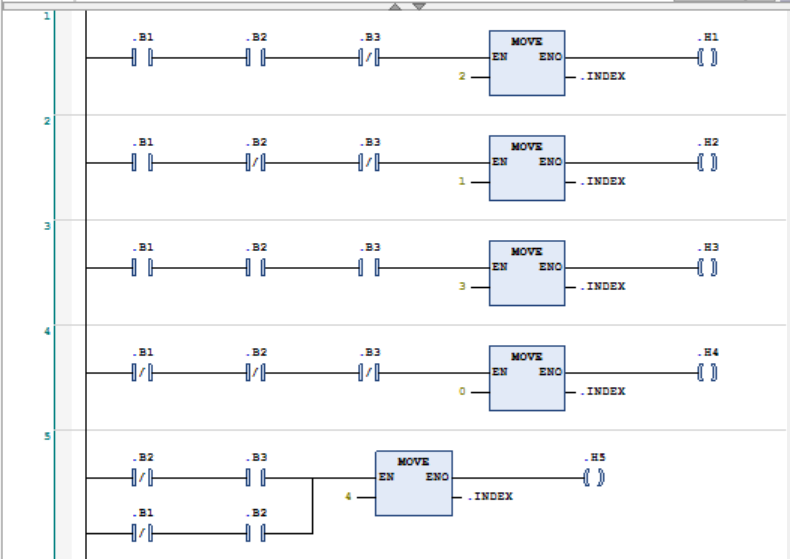 1
.B1 .B2 .B3 MOVE .H1
EN ENO
2 .INDEX
2
.B1 .B2 .B3 MOVE .H2
EN ENO
1 .INDEX
3
.B1 .B2 .B3 MOVE .H3
EN ENO
3 .INDEX
4
.B1 .B2 .B3 MOVE .H4
EN ENO
0 .INDEX
5
.B2 .B3 MOVE .H5
EN ENO
4 .INDEX
.B1 .B2